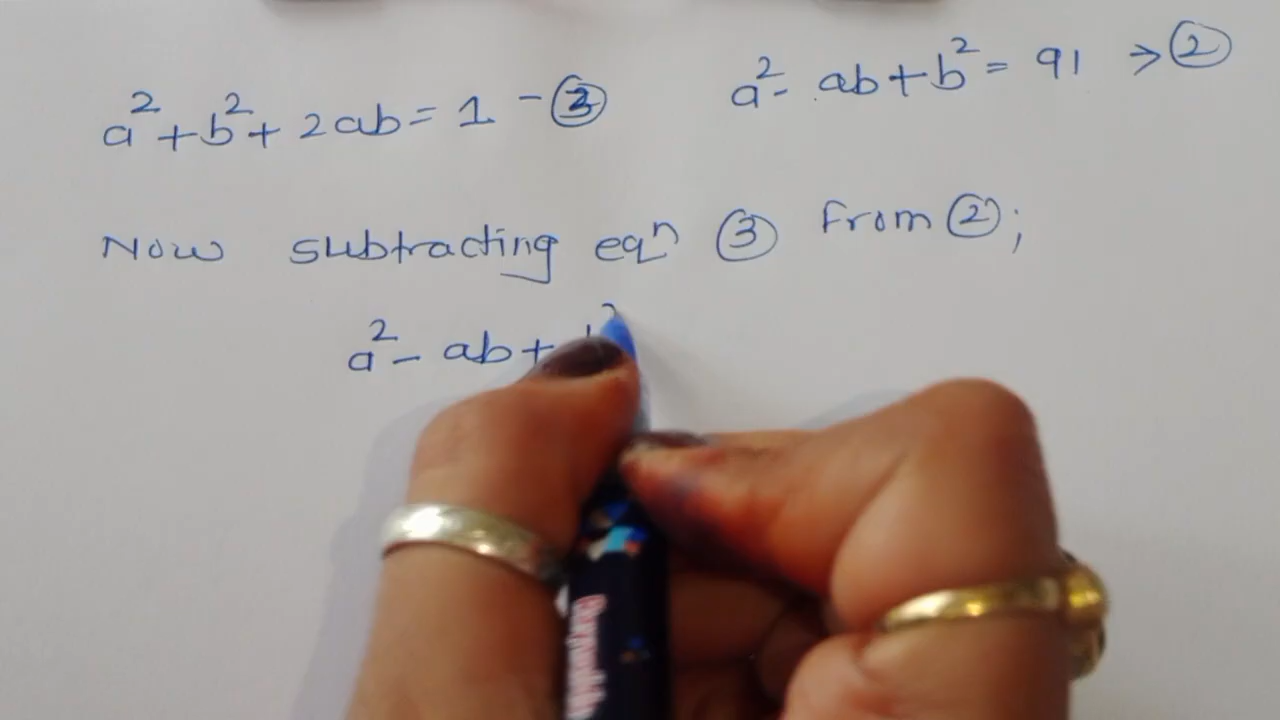 a² + b² + 2ab = 1 - ③
a² - ab + b² = 91 → ②
Now subtracting eqⁿ ③ From ②;
a² - ab +